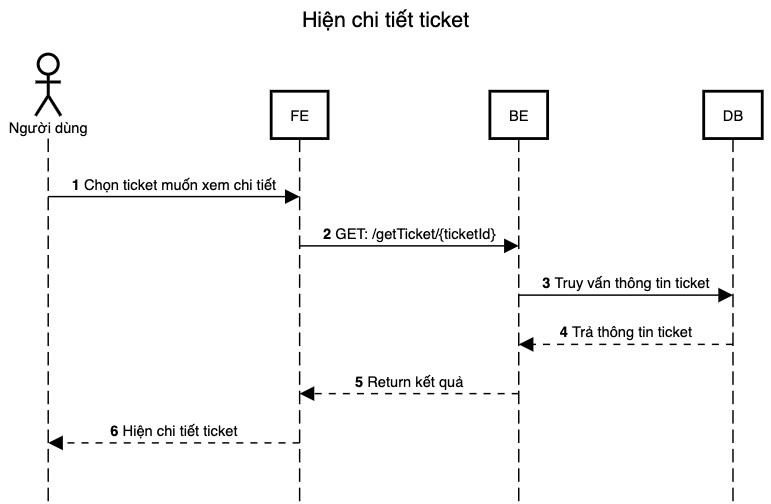 Hiện chi tiết ticket
Người dùng
FE
BE
DB
1 Chọn ticket muốn xem chi tiết
2 GET: /getTicket/{ticketId}
3 Truy vấn thông tin ticket
4 Trả thông tin ticket
5 Return kết quả
6 Hiện chi tiết ticket